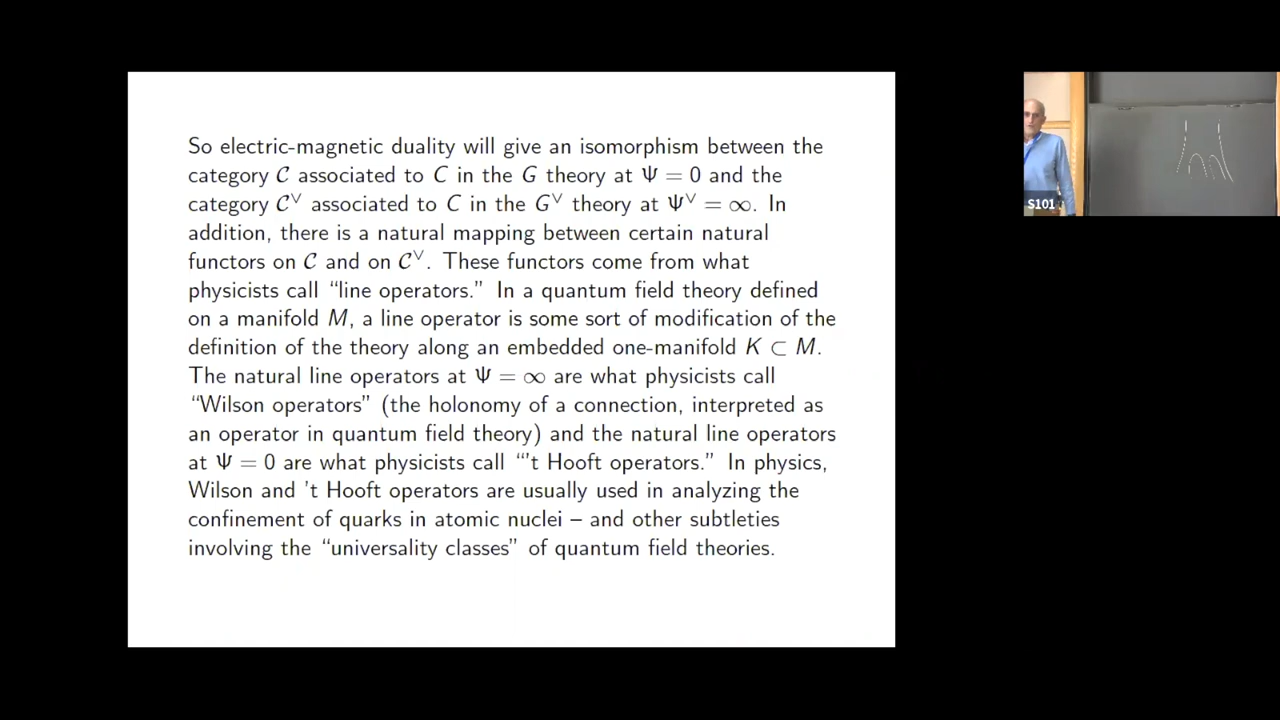 So electric-magnetic duality will give an isomorphism between the
category 𝒞 associated to C in the G theory at Ψ = 0 and the
category 𝒞^∨ associated to C in the G^∨ theory at Ψ^∨ = ∞. In
addition, there is a natural mapping between certain natural
functors on 𝒞 and on 𝒞^∨. These functors come from what
physicists call “line operators.” In a quantum field theory defined
on a manifold M, a line operator is some sort of modification of the
definition of the theory along an embedded one-manifold K ⊂ M.
The natural line operators at Ψ = ∞ are what physicists call
“Wilson operators” (the holonomy of a connection, interpreted as
an operator in quantum field theory) and the natural line operators
at Ψ = 0 are what physicists call “’t Hooft operators.” In physics,
Wilson and ’t Hooft operators are usually used in analyzing the
confinement of quarks in atomic nuclei – and other subtleties
involving the “universality classes” of quantum field theories.
S101